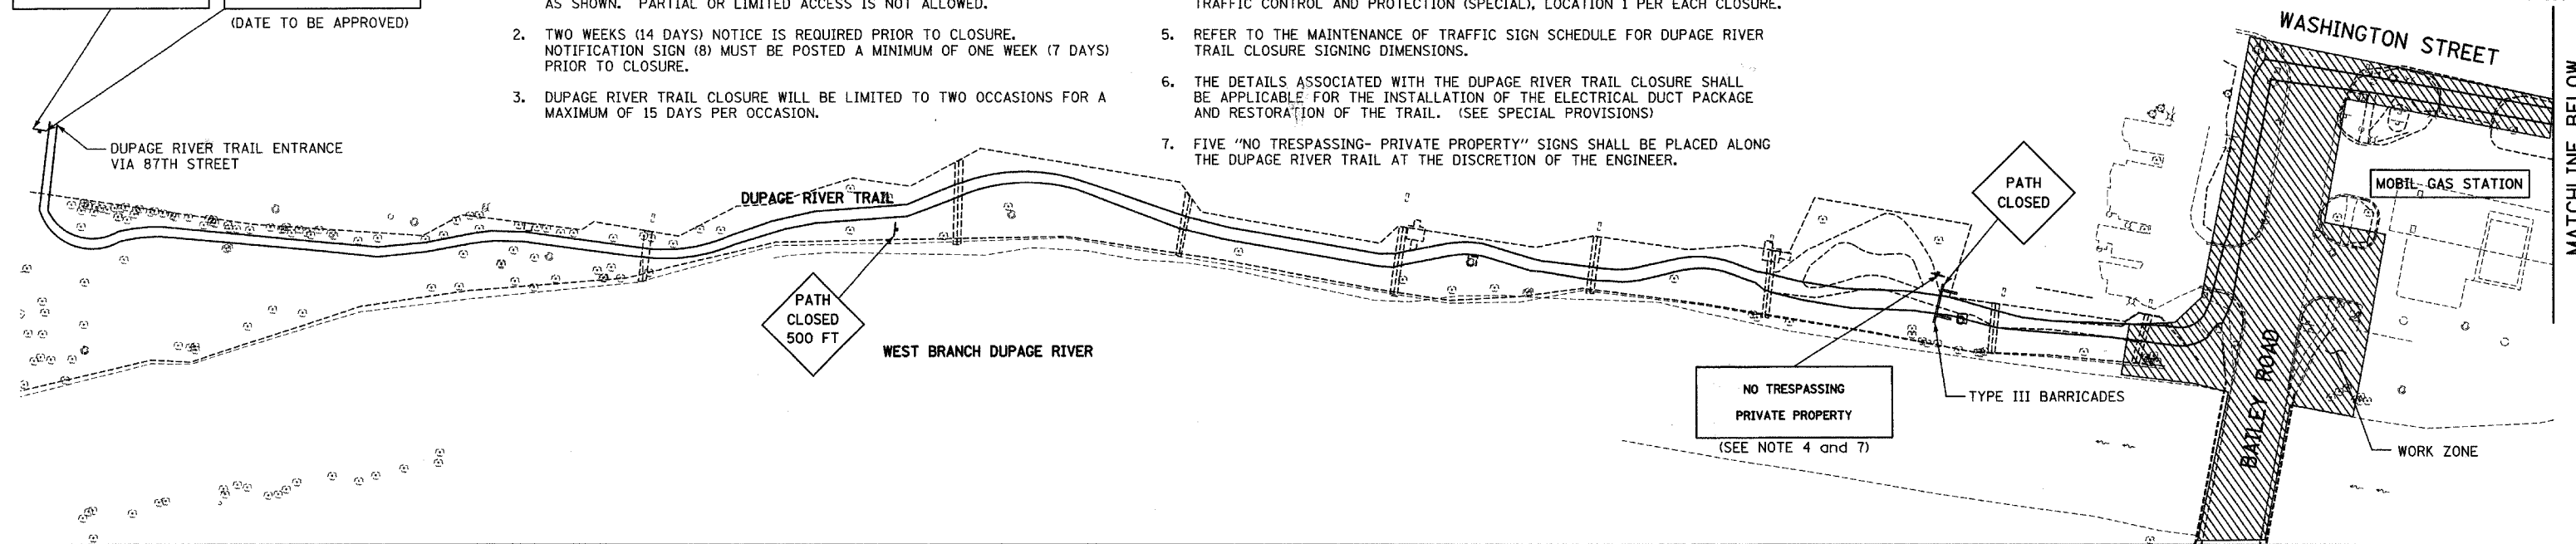 (DATE TO BE APPROVED)
AS SHOWN. PARTIAL OR LIMITED ACCESS IS NOT ALLOWED.
2. TWO WEEKS (14 DAYS) NOTICE IS REQUIRED PRIOR TO CLOSURE.
NOTIFICATION SIGN (8) MUST BE POSTED A MINIMUM OF ONE WEEK (7 DAYS)
PRIOR TO CLOSURE.
3. DUPAGE RIVER TRAIL CLOSURE WILL BE LIMITED TO TWO OCCASIONS FOR A
MAXIMUM OF 15 DAYS PER OCCASION.
TRAFFIC CONTROL AND PROTECTION (SPECIAL), LOCATION 1 PER EACH CLOSURE.
5. REFER TO THE MAINTENANCE OF TRAFFIC SIGN SCHEDULE FOR DUPAGE RIVER
TRAIL CLOSURE SIGNING DIMENSIONS.
6. THE DETAILS ASSOCIATED WITH THE DUPAGE RIVER TRAIL CLOSURE SHALL
BE APPLICABLE FOR THE INSTALLATION OF THE ELECTRICAL DUCT PACKAGE
AND RESTORATION OF THE TRAIL. (SEE SPECIAL PROVISIONS)
7. FIVE "NO TRESPASSING- PRIVATE PROPERTY" SIGNS SHALL BE PLACED ALONG
THE DUPAGE RIVER TRAIL AT THE DISCRETION OF THE ENGINEER.
WASHINGTON STREET
MATCHLINE BELOW
MOBIL GAS STATION
DUPAGE RIVER TRAIL ENTRANCE
VIA 87TH STREET
DUPAGE RIVER TRAIL
PATH
CLOSED
PATH
CLOSED
500 FT
WEST BRANCH DUPAGE RIVER
NO TRESPASSING
PRIVATE PROPERTY
(SEE NOTE 4 and 7)
TYPE III BARRICADES
BAILEY ROAD
WORK ZONE